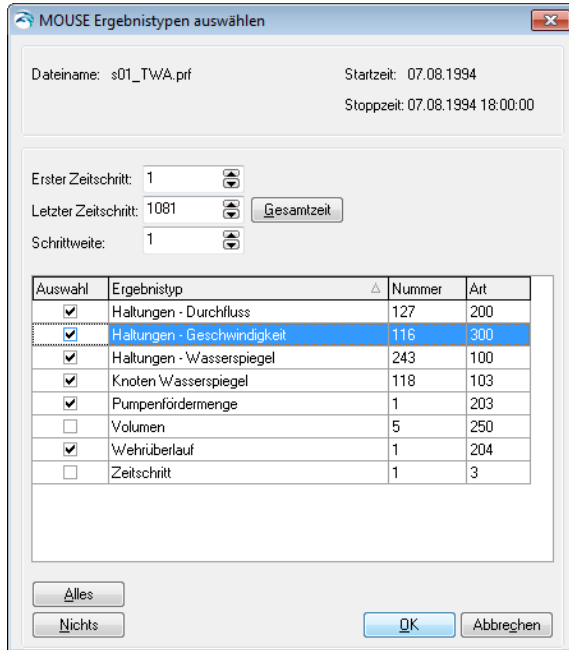 MOUSE Ergebnistypen auswählen
Dateiname: s01_TWA.prf Startzeit: 07.08.1994
Stoppzeit: 07.08.1994 18:00:00
Erster Zeitschritt: 1
Letzter Zeitschritt: 1081 Gesamtzeit
Schrittweite: 1
Auswahl Ergebnistyp Nummer Art
Haltungen - Durchfluss 127 200
Haltungen - Geschwindigkeit 116 300
Haltungen - Wasserspiegel 243 100
Knoten Wasserspiegel 118 103
Pumpenfördermenge 1 203
Volumen 5 250
Wehrüberlauf 1 204
Zeitschritt 1 3
Alles
Nichts OK Abbrechen